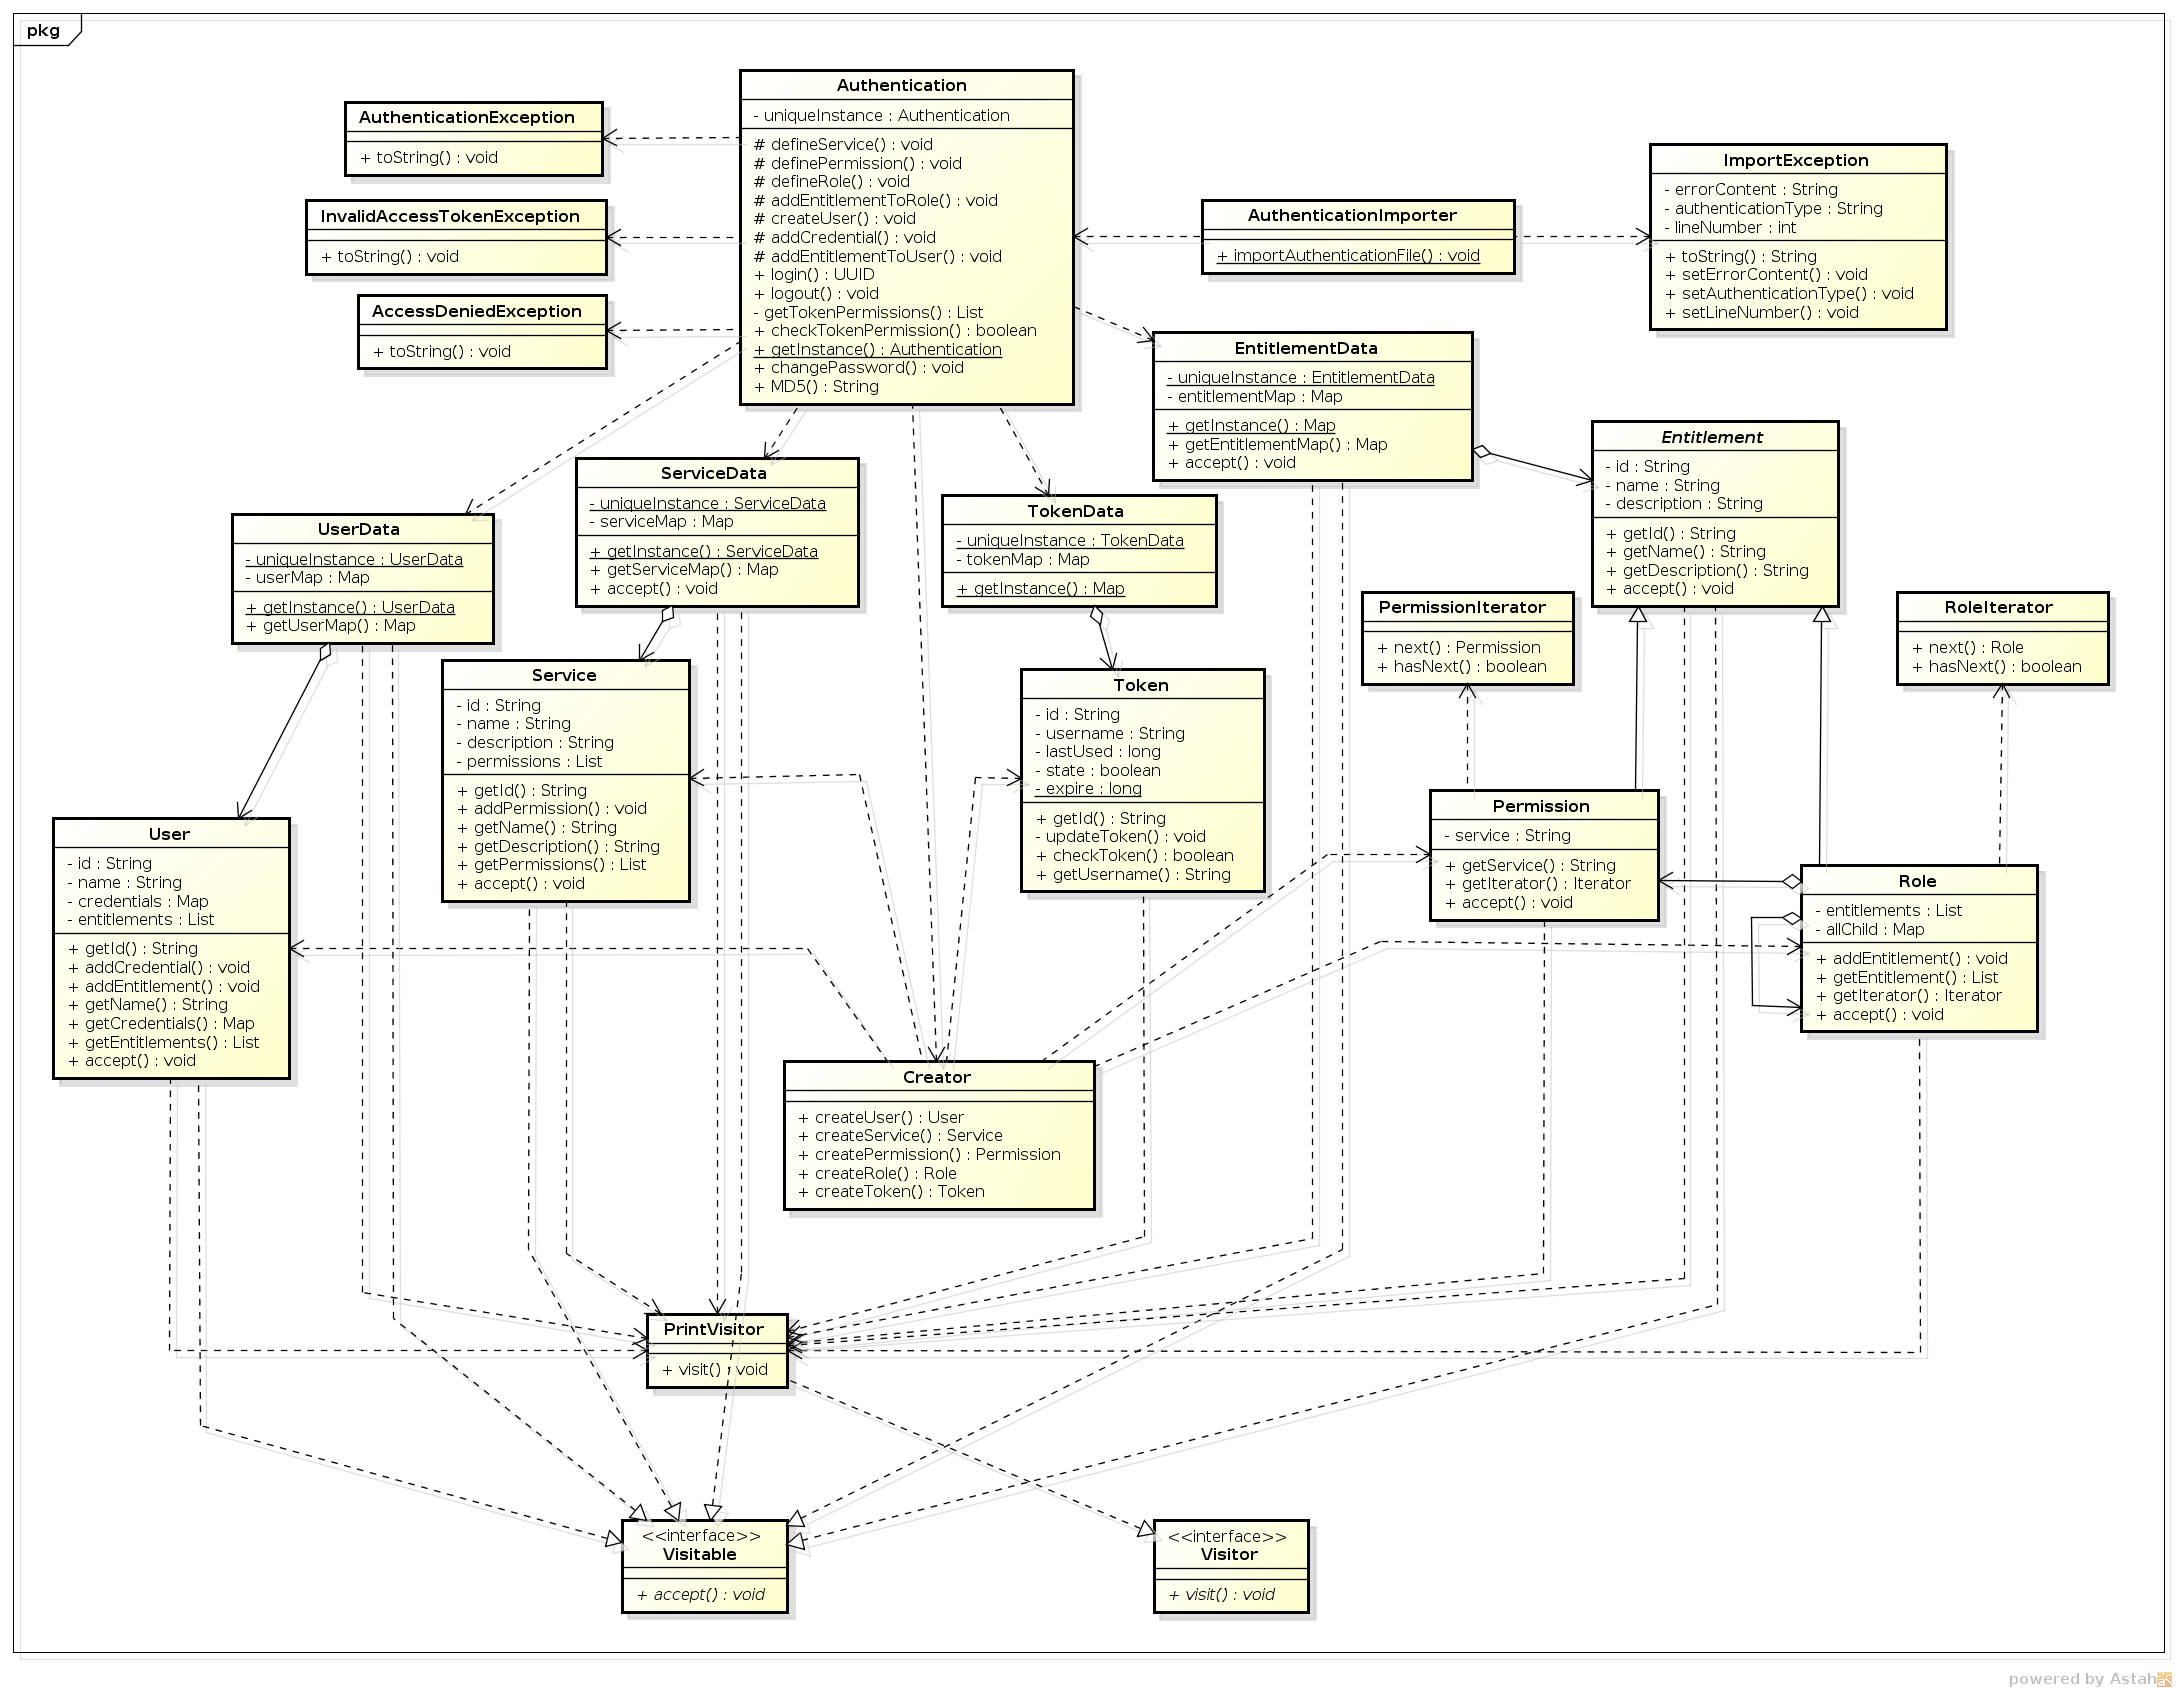 pkg
Authentication
- uniqueInstance : Authentication
# defineService() : void
# definePermission() : void
# defineRole() : void
# addEntitlementToRole() : void
# createUser() : void
# addCredential() : void
# addEntitlementToUser() : void
+ login() : UUID
+ logout() : void
- getTokenPermissions() : List
+ checkTokenPermission() : boolean
+ getInstance() : Authentication
+ changePassword() : void
+ MD5() : String
AuthenticationException
+ toString() : void
InvalidAccessTokenException
+ toString() : void
AccessDeniedException
+ toString() : void
AuthenticationImporter
+ importAuthenticationFile() : void
ImportException
- errorContent : String
- authenticationType : String
- lineNumber : int
+ toString() : String
+ setErrorContent() : void
+ setAuthenticationType() : void
+ setLineNumber() : void
EntitlementData
- uniqueInstance : EntitlementData
- entitlementMap : Map
+ getInstance() : Map
+ getEntitlementMap() : Map
+ accept() : void
Entitlement
- id : String
- name : String
- description : String
+ getId() : String
+ getName() : String
+ getDescription() : String
+ accept() : void
ServiceData
- uniqueInstance : ServiceData
- serviceMap : Map
+ getInstance() : ServiceData
+ getServiceMap() : Map
+ accept() : void
TokenData
- uniqueInstance : TokenData
- tokenMap : Map
+ getInstance() : Map
UserData
- uniqueInstance : UserData
- userMap : Map
+ getInstance() : UserData
+ getUserMap() : Map
PermissionIterator
+ next() : Permission
+ hasNext() : boolean
RoleIterator
+ next() : Role
+ hasNext() : boolean
Service
- id : String
- name : String
- description : String
- permissions : List
+ getId() : String
+ addPermission() : void
+ getName() : String
+ getDescription() : String
+ getPermissions() : List
+ accept() : void
Token
- id : String
- username : String
- lastUsed : long
- state : boolean
- expire : long
+ getId() : String
- updateToken() : void
+ checkToken() : boolean
+ getUsername() : String
Permission
- service : String
+ getService() : String
+ getIterator() : Iterator
+ accept() : void
User
- id : String
- name : String
- credentials : Map
- entitlements : List
+ getId() : String
+ addCredential() : void
+ addEntitlement() : void
+ getName() : String
+ getCredentials() : Map
+ getEntitlements() : List
+ accept() : void
Role
- entitlements : List
- allChild : Map
+ addEntitlement() : void
+ getEntitlement() : List
+ getIterator() : Iterator
+ accept() : void
Creator
+ createUser() : User
+ createService() : Service
+ createPermission() : Permission
+ createRole() : Role
+ createToken() : Token
PrintVisitor
+ visit() : void
<<interface>>
Visitable
+ accept() : void
<<interface>>
Visitor
+ visit() : void
powered by Astah